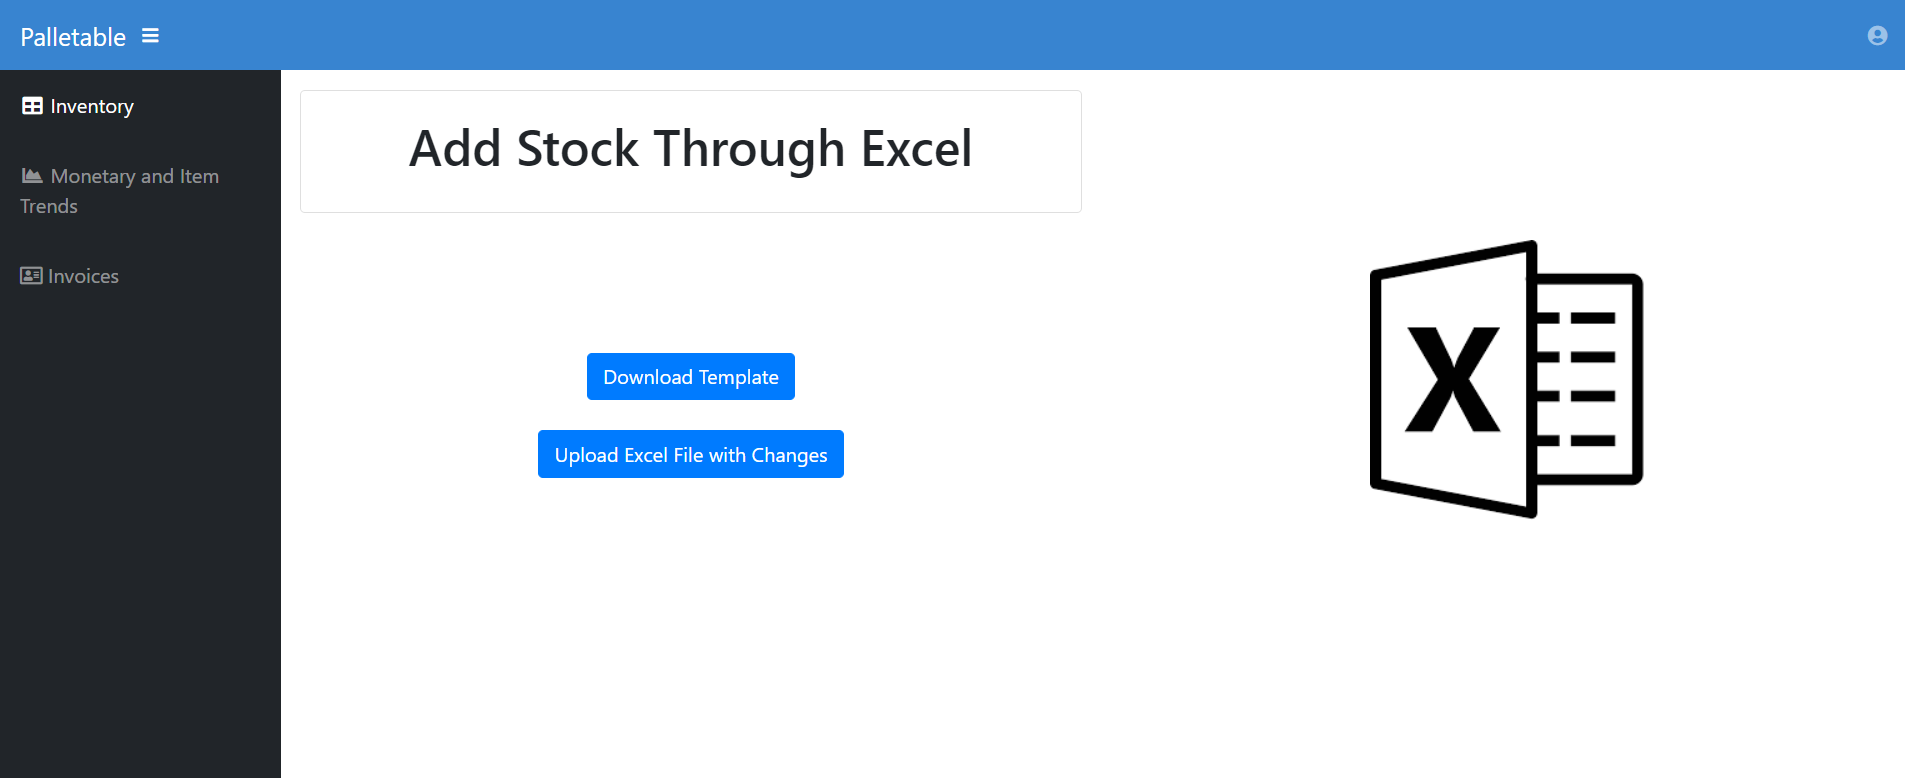 Palletable
Inventory
Monetary and Item
Trends
Invoices
Add Stock Through Excel
Download Template
Upload Excel File with Changes
X